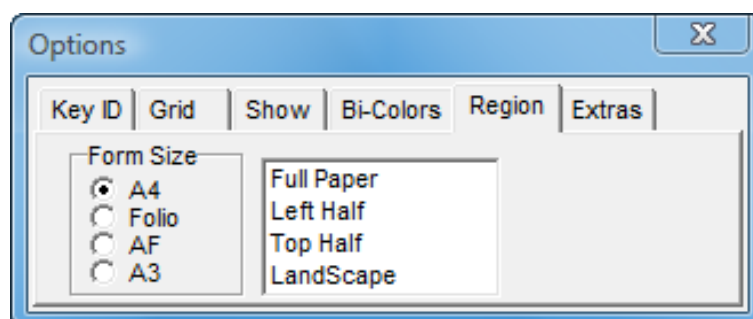 Options
Key ID Grid Show Bi-Colors Region Extras
Form Size
A4
Folio
AF
A3
Full Paper
Left Half
Top Half
LandScape